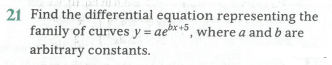 21 Find the differential equation representing the
family of curves y = ae^{bx+5}, where a and b are
arbitrary constants.